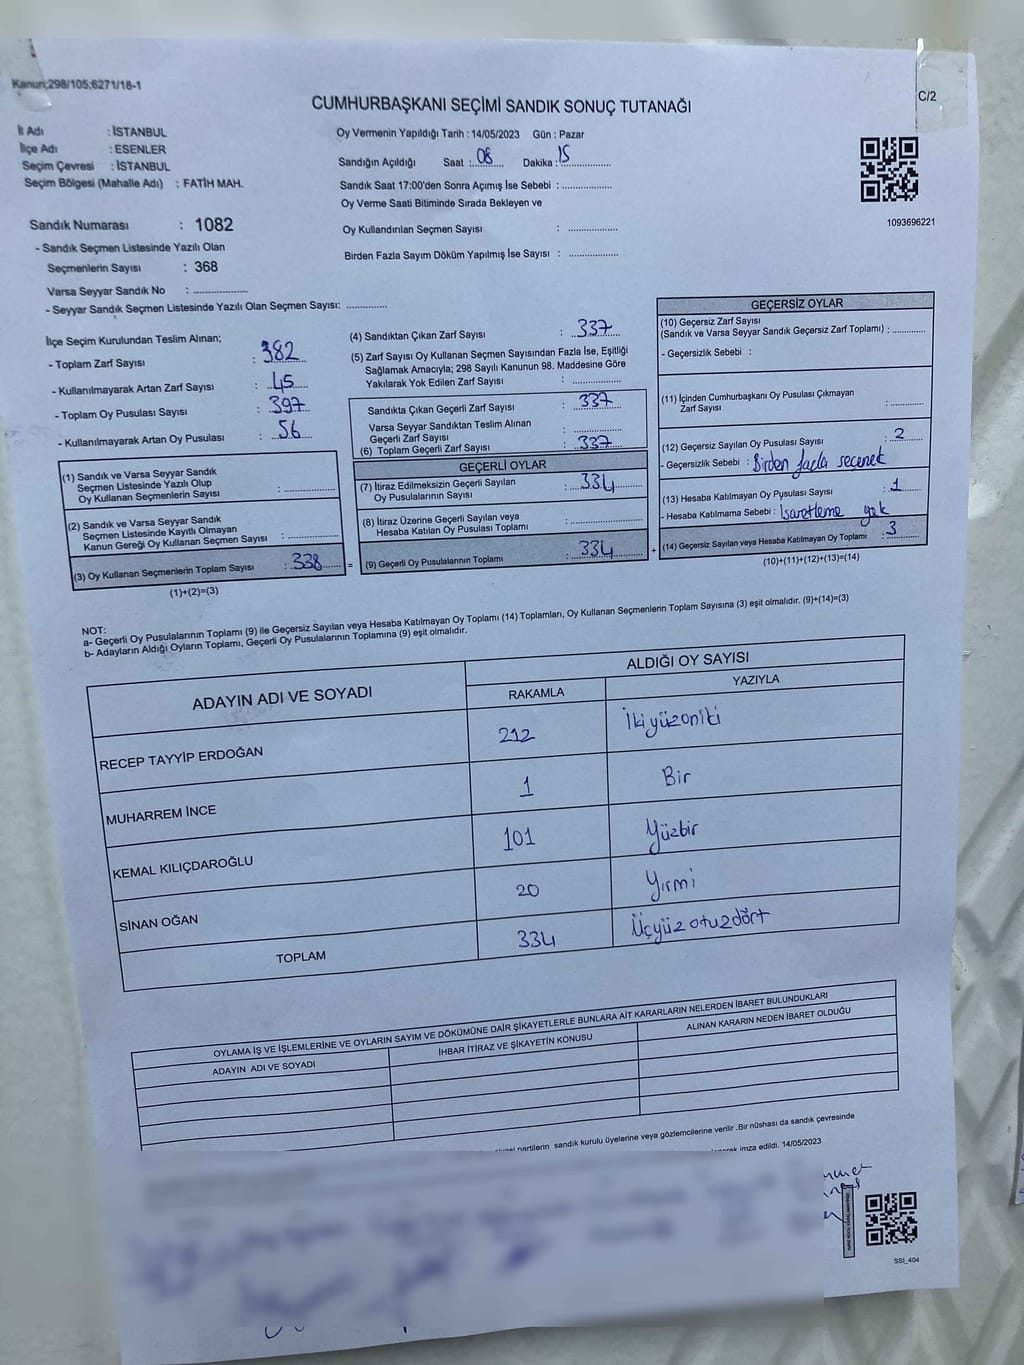 Kanun;298/105;6271/18-1
C/2
CUMHURBAŞKANI SEÇİMİ SANDIK SONUÇ TUTANAĞI
İl Adı : İSTANBUL
İlçe Adı : ESENLER
Seçim Çevresi : İSTANBUL
Seçim Bölgesi (Mahalle Adı) : FATİH MAH.
Oy Vermenin Yapıldığı Tarih : 14/05/2023 Gün : Pazar
Sandığın Açıldığı Saat : 08 Dakika : 15
Sandık Saat 17:00'den Sonra Açımış İse Sebebi : ..............
Oy Verme Saati Bitiminde Sırada Bekleyen ve
Oy Kullandırılan Seçmen Sayısı : ..............
Birden Fazla Sayım Döküm Yapılmış İse Sayısı : ..............
1093696221
Sandık Numarası : 1082
- Sandık Seçmen Listesinde Yazılı Olan
Seçmenlerin Sayısı : 368
Varsa Seyyar Sandık No : ..............
- Seyyar Sandık Seçmen Listesinde Yazılı Olan Seçmen Sayısı: ..............
İlçe Seçim Kurulundan Teslim Alınan;
- Toplam Zarf Sayısı : 382
- Kullanılmayarak Artan Zarf Sayısı : 45
- Toplam Oy Pusulası Sayısı : 397
- Kullanılmayarak Artan Oy Pusulası : 56
(1) Sandık ve Varsa Seyyar Sandık
Seçmen Listesinde Yazılı Olup
Oy Kullanan Seçmenlerin Sayısı : ..............
(2) Sandık ve Varsa Seyyar Sandık
Seçmen Listesinde Kayıtlı Olmayan
Kanun Gereği Oy Kullanan Seçmen Sayısı : ..............
(3) Oy Kullanan Seçmenlerin Toplam Sayısı : 338
(1)+(2)=(3)
(4) Sandıktan Çıkan Zarf Sayısı : 337
(5) Zarf Sayısı Oy Kullanan Seçmen Sayısından Fazla İse, Eşitliği
Sağlamak Amacıyla; 298 Sayılı Kanunun 98. Maddesine Göre
Yakılarak Yok Edilen Zarf Sayısı : ..............
Sandıkta Çıkan Geçerli Zarf Sayısı : 337
Varsa Seyyar Sandıktan Teslim Alınan
Geçerli Zarf Sayısı : ..............
(6) Toplam Geçerli Zarf Sayısı : 337
GEÇERLİ OYLAR
(7) İtiraz Edilmeksizin Geçerli Sayılan
Oy Pusulalarının Sayısı : 334
(8) İtiraz Üzerine Geçerli Sayılan veya
Hesaba Katılan Oy Pusulası Toplamı : ..............
= (9) Geçerli Oy Pusulalarının Toplamı : 334 +
GEÇERSİZ OYLAR
(10) Geçersiz Zarf Sayısı
(Sandık ve Varsa Seyyar Sandık Geçersiz Zarf Toplamı) : ..............
- Geçersizlik Sebebi :
(11) İçinden Cumhurbaşkanı Oy Pusulası Çıkmayan
Zarf Sayısı : ..............
(12) Geçersiz Sayılan Oy Pusulası Sayısı : 2
- Geçersizlik Sebebi : Birden fazla seçenek
(13) Hesaba Katılmayan Oy Pusulası Sayısı : 1
- Hesaba Katılmama Sebebi : İşaretleme yok
(14) Geçersiz Sayılan veya Hesaba Katılmayan Oy Toplamı : 3
(10)+(11)+(12)+(13)=(14)
NOT:
a- Geçerli Oy Pusulalarının Toplamı (9) ile Geçersiz Sayılan veya Hesaba Katılmayan Oy Toplamı (14) Toplamları, Oy Kullanan Seçmenlerin Toplam Sayısına (3) eşit olmalıdır. (9)+(14)=(3)
b- Adayların Aldığı Oyların Toplamı, Geçerli Oy Pusulalarının Toplamına (9) eşit olmalıdır.
ADAYIN ADI VE SOYADI
ALDIĞI OY SAYISI
RAKAMLA YAZIYLA
RECEP TAYYİP ERDOĞAN 212 İkiyüzoniki
MUHARREM İNCE 1 Bir
KEMAL KILIÇDAROĞLU 101 Yüzbir
SİNAN OĞAN 20 Yirmi
TOPLAM 334 Üçyüzotuzdört
OYLAMA İŞ VE İŞLEMLERİNE VE OYLARIN SAYIM VE DÖKÜMÜNE DAİR ŞİKAYETLERLE BUNLARA AİT KARARLARIN NELERDEN İBARET BULUNDUKLARI
ADAYIN ADI VE SOYADI
İHBAR İTİRAZ VE ŞİKAYETİN KONUSU
ALINAN KARARIN NEDEN İBARET OLDUĞU
partilerin sandık kurulu üyelerine veya gözlemcilerine verilir .Bir nüshası da sandık çevresinde
imza edildi. 14/05/2023
SSI_404